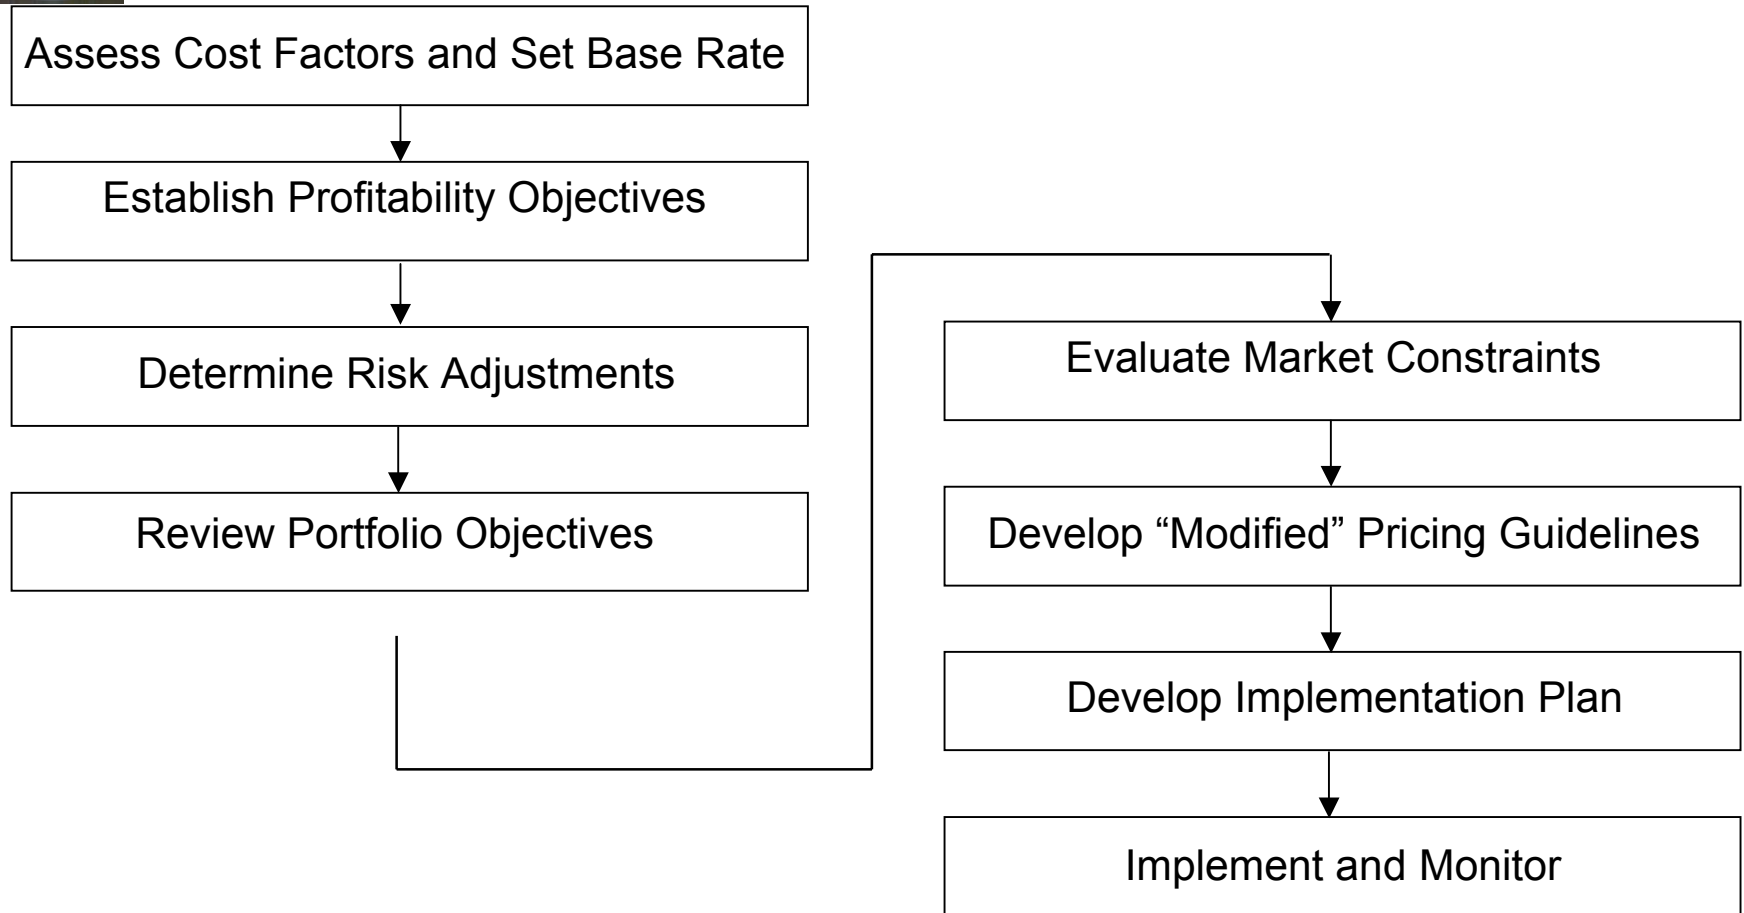 Assess Cost Factors and Set Base Rate
Establish Profitability Objectives
Determine Risk Adjustments
Review Portfolio Objectives
Evaluate Market Constraints
Develop “Modified” Pricing Guidelines
Develop Implementation Plan
Implement and Monitor